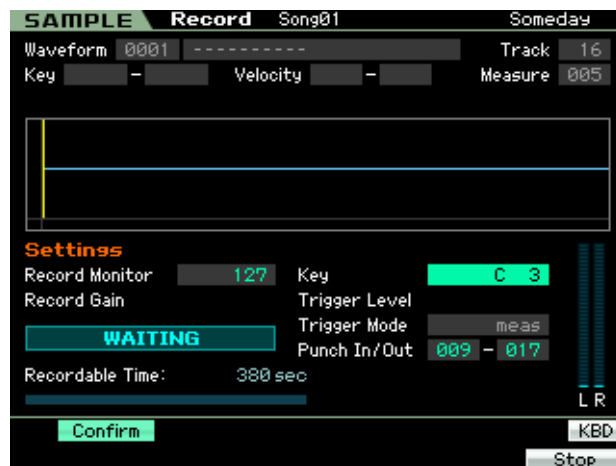 SAMPLE Record Song01 Someday
Waveform 0001 ---------- Track 16
Key – Velocity – Measure 005
Settings
Record Monitor 127 Key C 3
Record Gain Trigger Level
Trigger Mode meas
WAITING
Punch In/Out 009 – 017
Recordable Time: 380 sec
L R
Confirm KBD
Stop